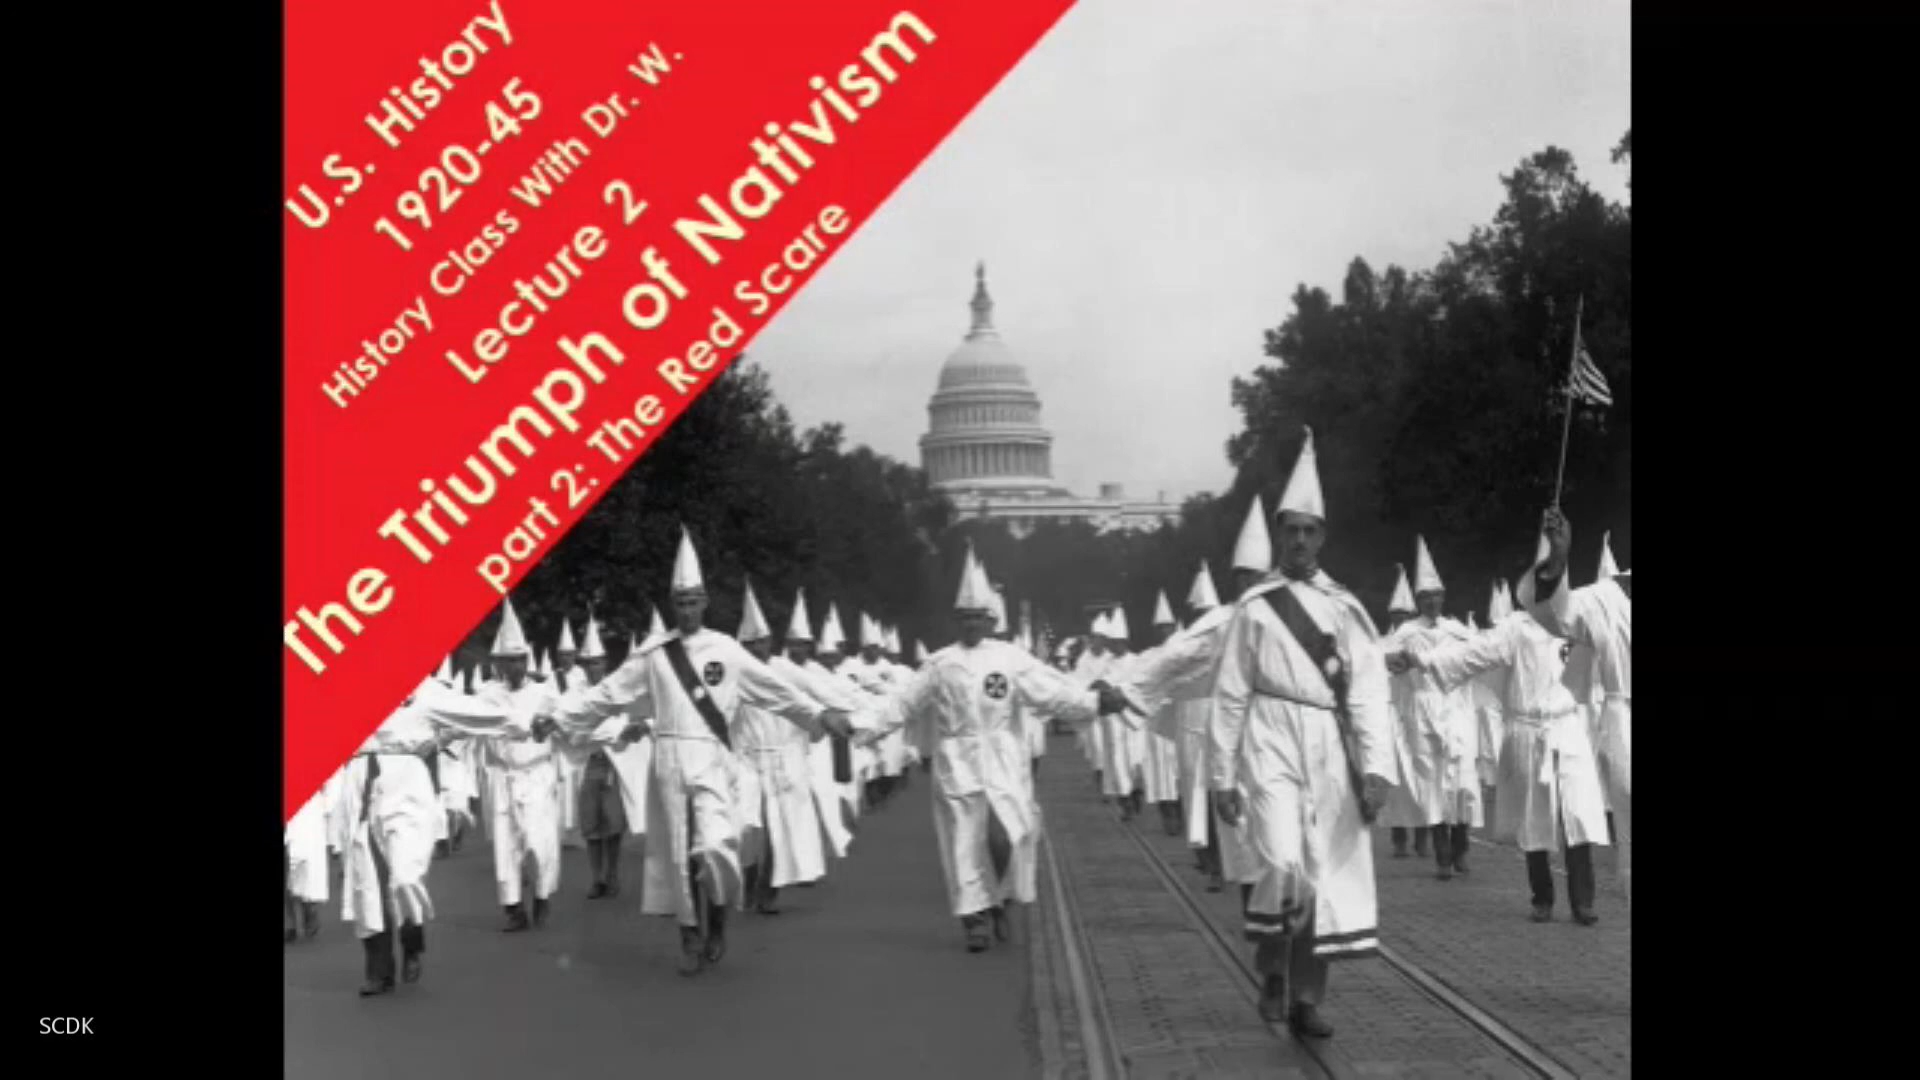 U.S. History
1920-45
History Class With Dr. W.
Lecture 2
The Triumph of Nativism
part 2: The Red Scare
SCDK